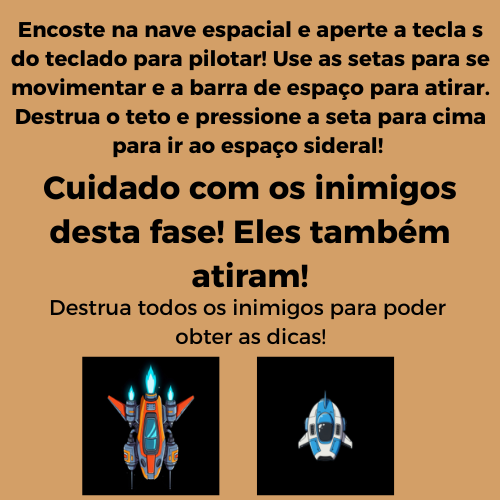 Encoste na nave espacial e aperte a tecla s
do teclado para pilotar! Use as setas para se
movimentar e a barra de espaço para atirar.
Destrua o teto e pressione a seta para cima
para ir ao espaço sideral!
Cuidado com os inimigos
desta fase! Eles também
atiram!
Destrua todos os inimigos para poder
obter as dicas!